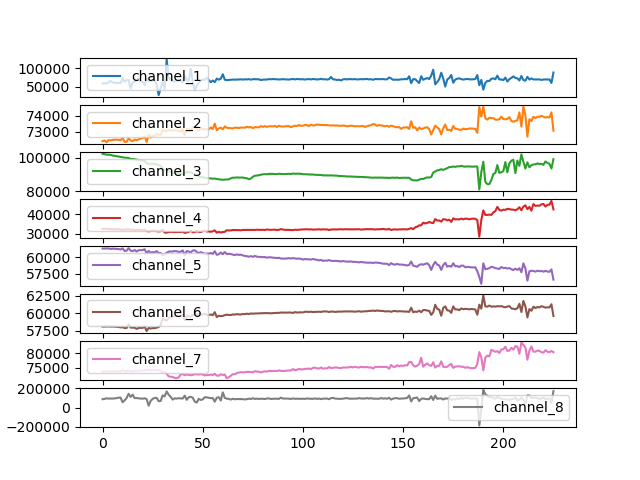 100000
50000
channel_1
74000
73000
channel_2
100000
80000
channel_3
40000
30000
channel_4
60000
57500
channel_5
62500
60000
57500
channel_6
80000
75000
channel_7
200000
0
−200000
channel_8
0 50 100 150 200